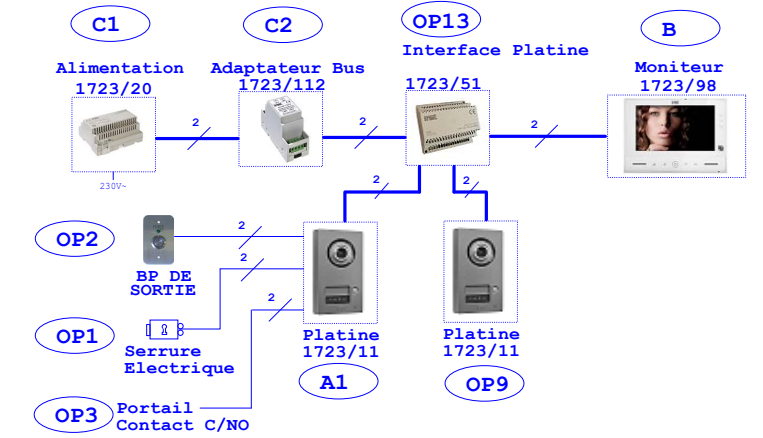 C1
C2
OP13
B
Interface Platine
Alimentation
1723/20
Adaptateur Bus
1723/112
1723/51
Moniteur
1723/98
2
2
2
230V~
2
2
OP2
2
BP DE
SORTIE
2
OP1
2
Serrure
Electrique
Platine
1723/11
Platine
1723/11
A1
OP9
OP3
Portail
Contact C/NO